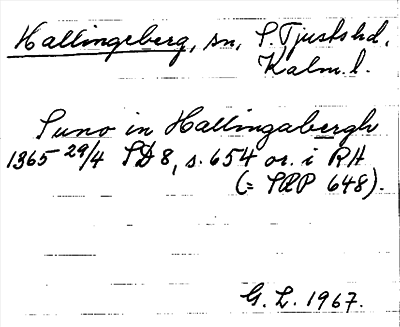 Hallingeberg, sn, S. Tjusts hd,
Kalm. l.
Suno in Hallingabergh
1365 29/4 SD 8, s. 654 or. i RA
(= SRP 648).
G. L. 1967.